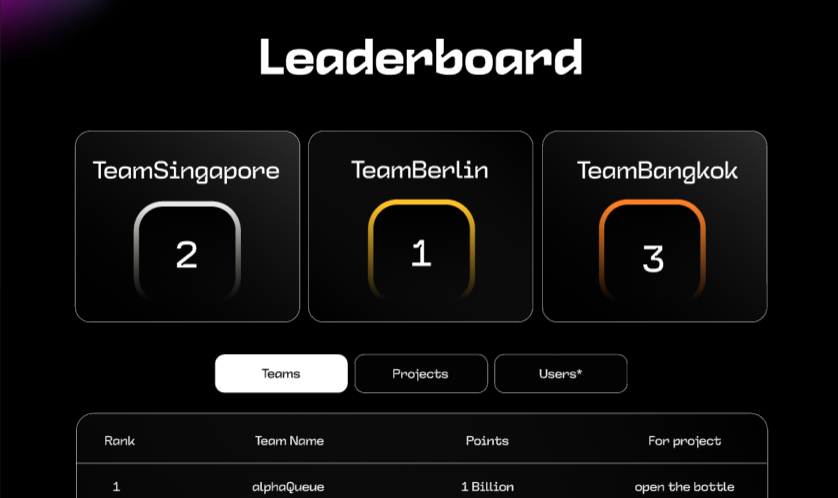 Leaderboard
TeamSingapore TeamBerlin TeamBangkok
2 1 3
Teams Projects Users*
Rank Team Name Points For project
1 alphaQueue 1 Billion open the bottle